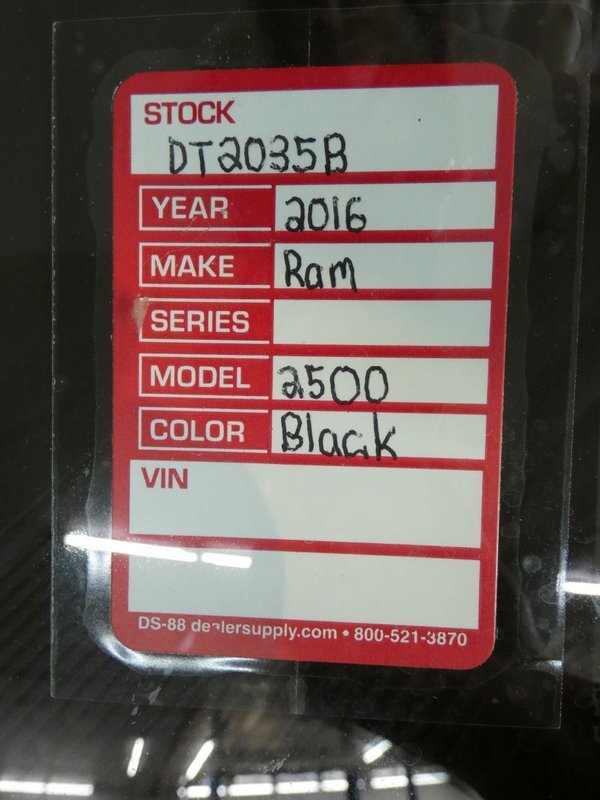 STOCK
DT2035B
YEAR 2016
MAKE Ram
SERIES
MODEL 2500
COLOR Black
VIN
DS-88 dealersupply.com • 800-521-3870